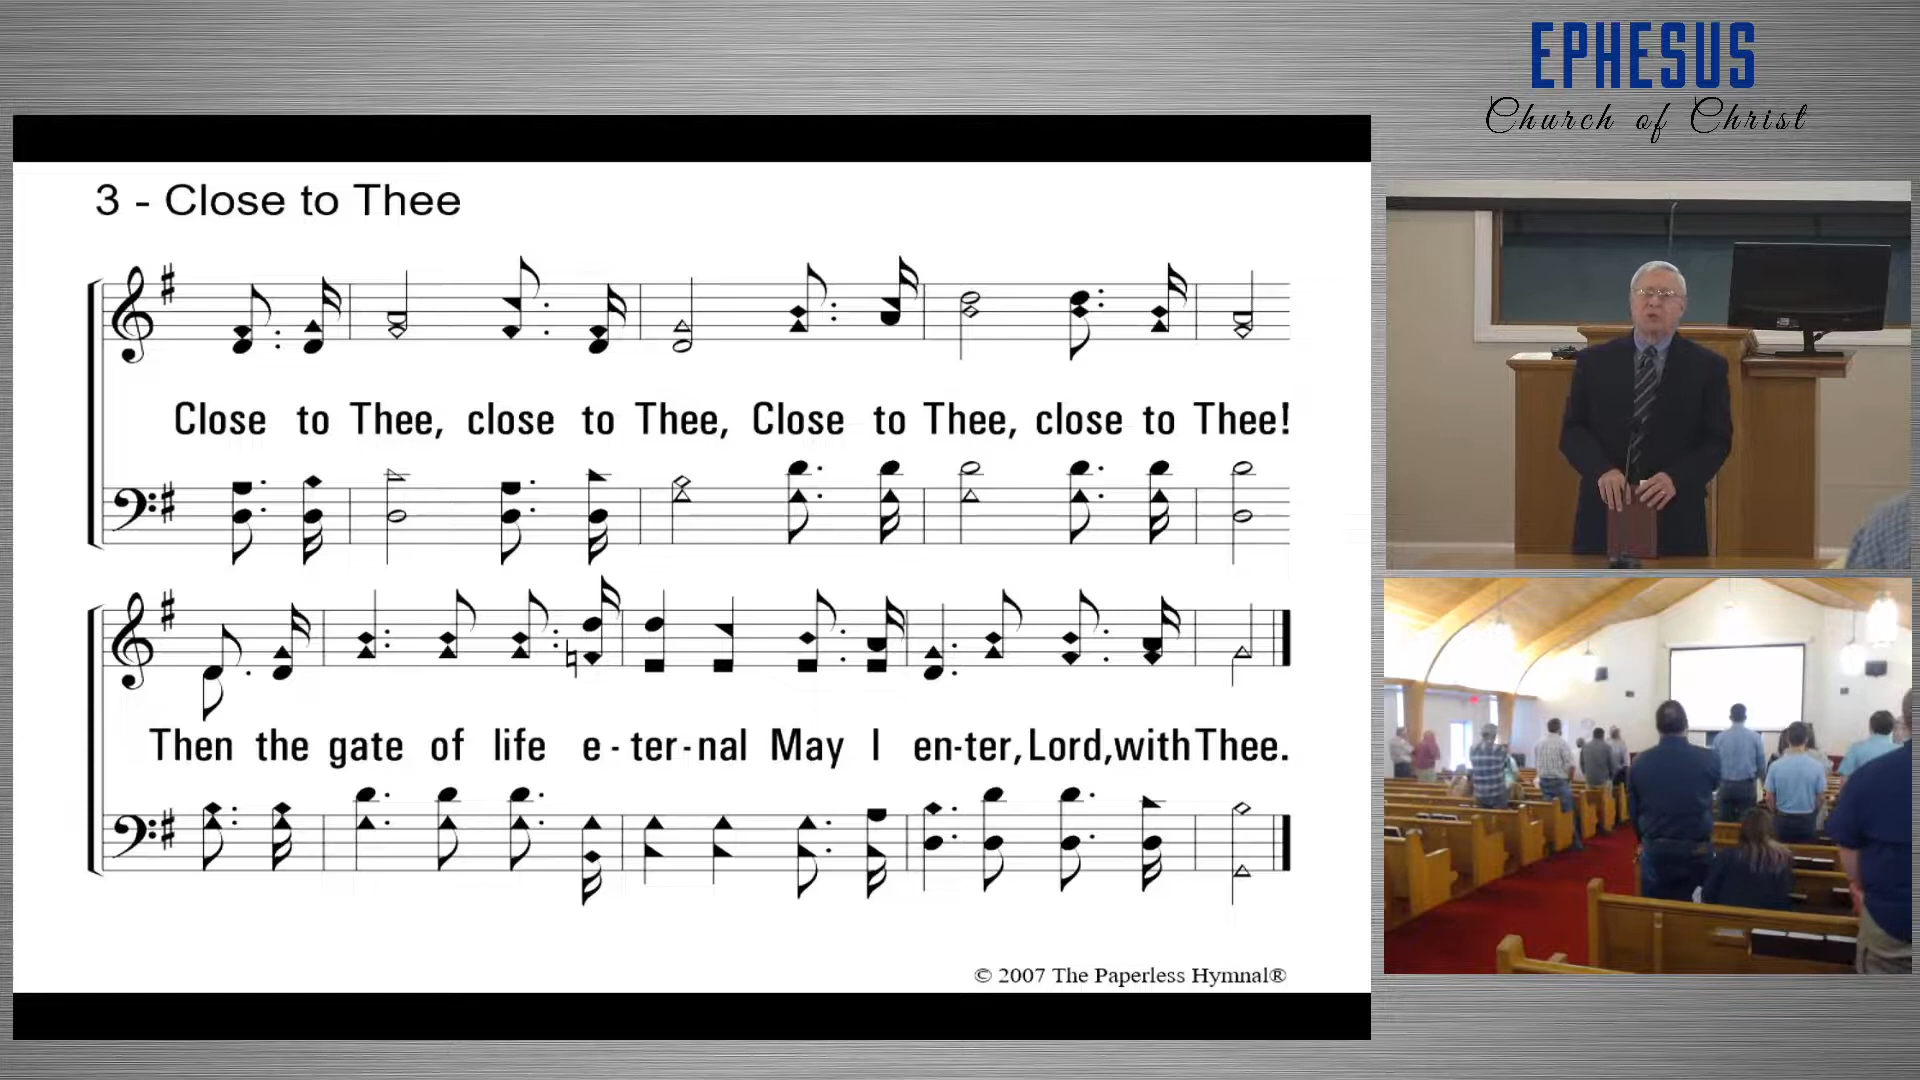 EPHESUS
Church of Christ
3 - Close to Thee
Close to Thee, close to Thee, Close to Thee, close to Thee!
Then the gate of life e - ter - nal May I en-ter, Lord, with Thee.
© 2007 The Paperless Hymnal®